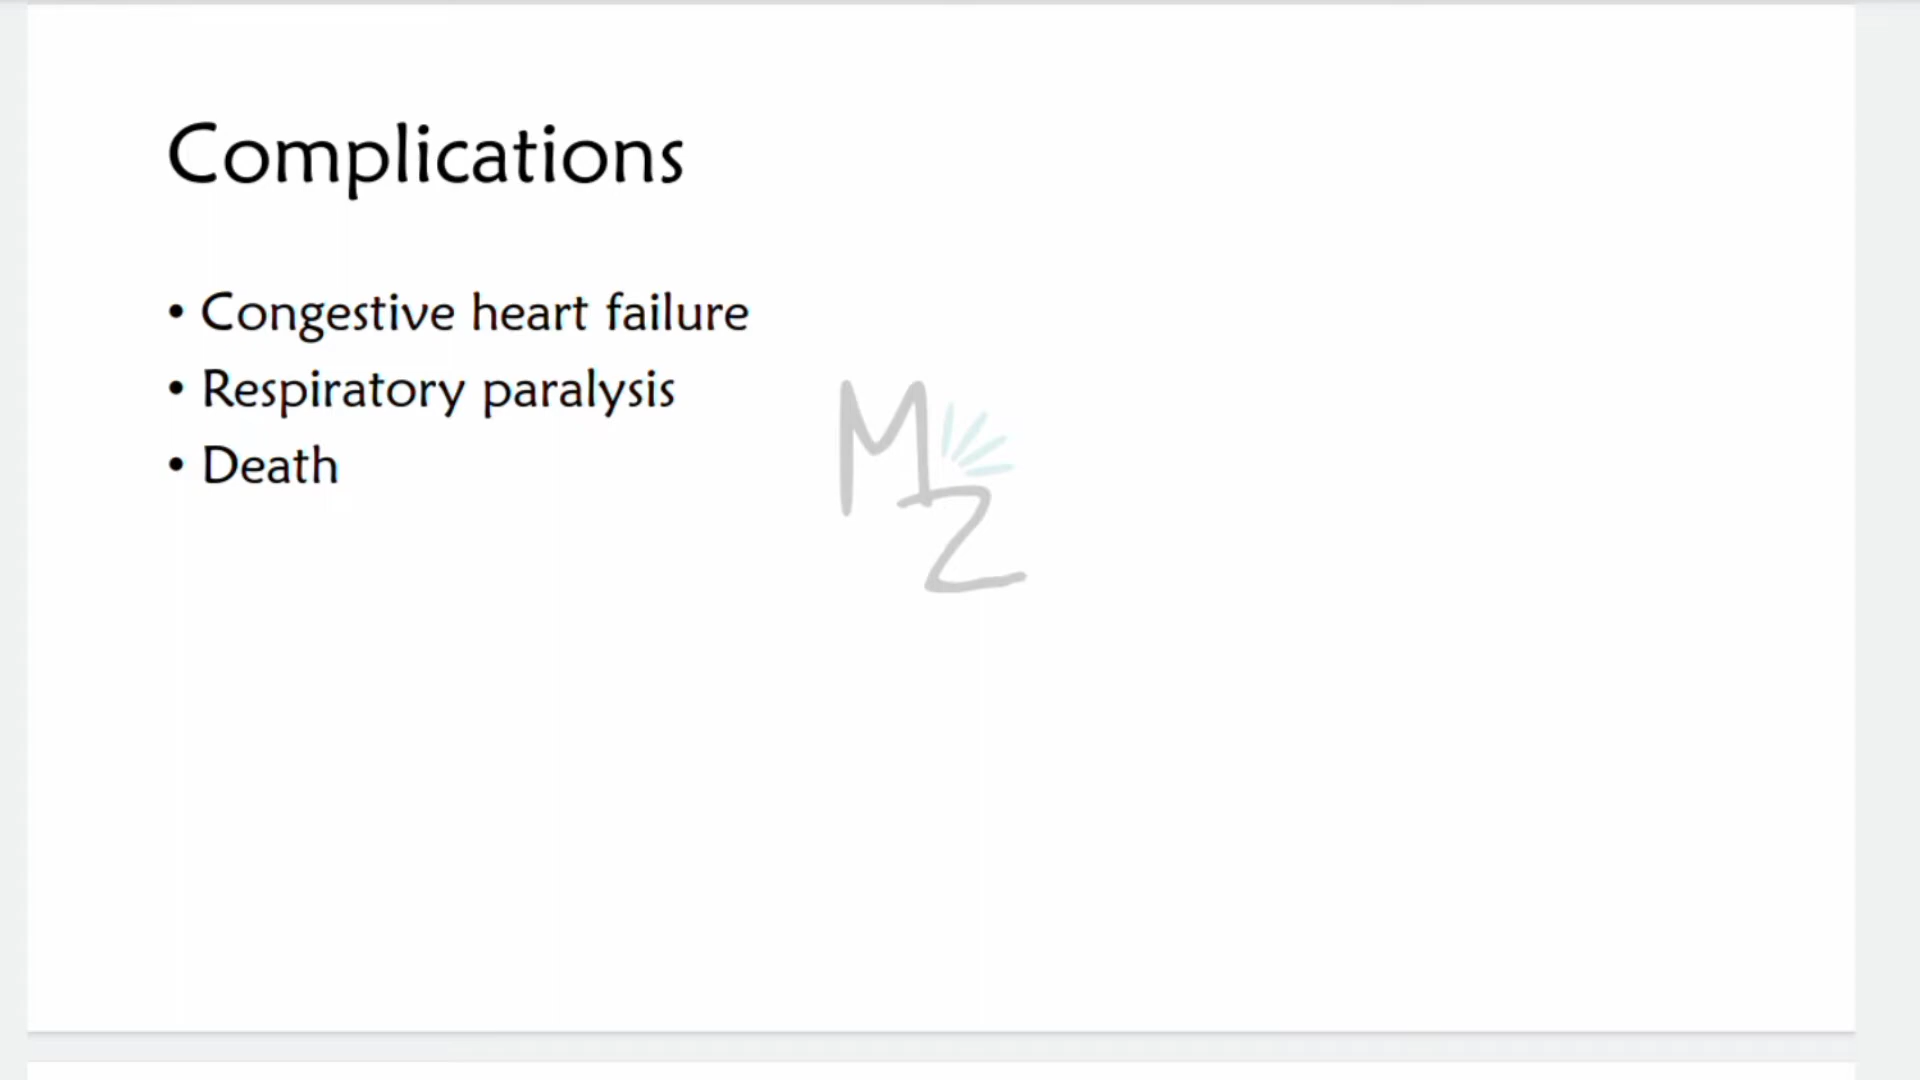 Complications
• Congestive heart failure
• Respiratory paralysis
• Death
MZ